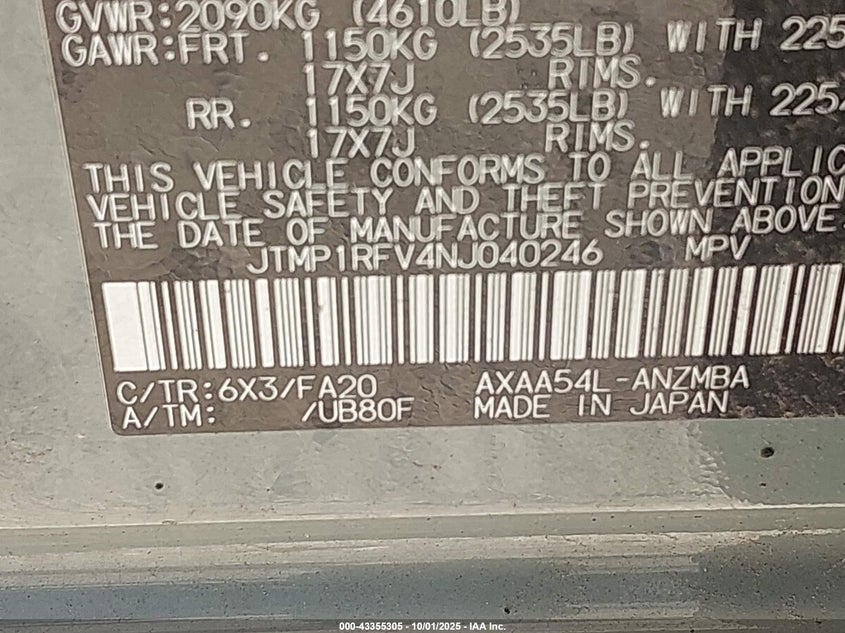 GVWR:2090KG (4610LB)
GAWR:FRT. 1150KG (2535LB) WITH 225
17X7J RIMS.
RR. 1150KG (2535LB) WITH 225
17X7J RIMS.
THIS VEHICLE CONFORMS TO ALL APPLIC
VEHICLE SAFETY AND THEFT PREVENTION
THE DATE OF MANUFACTURE SHOWN ABOVE.
JTMP1RFV4NJ040246 MPV
C/TR:6X3/FA20 AXAA54L-ANZMBA
A/TM: /UB80F MADE IN JAPAN
000-43355305 - 10/01/2025 - IAA Inc.